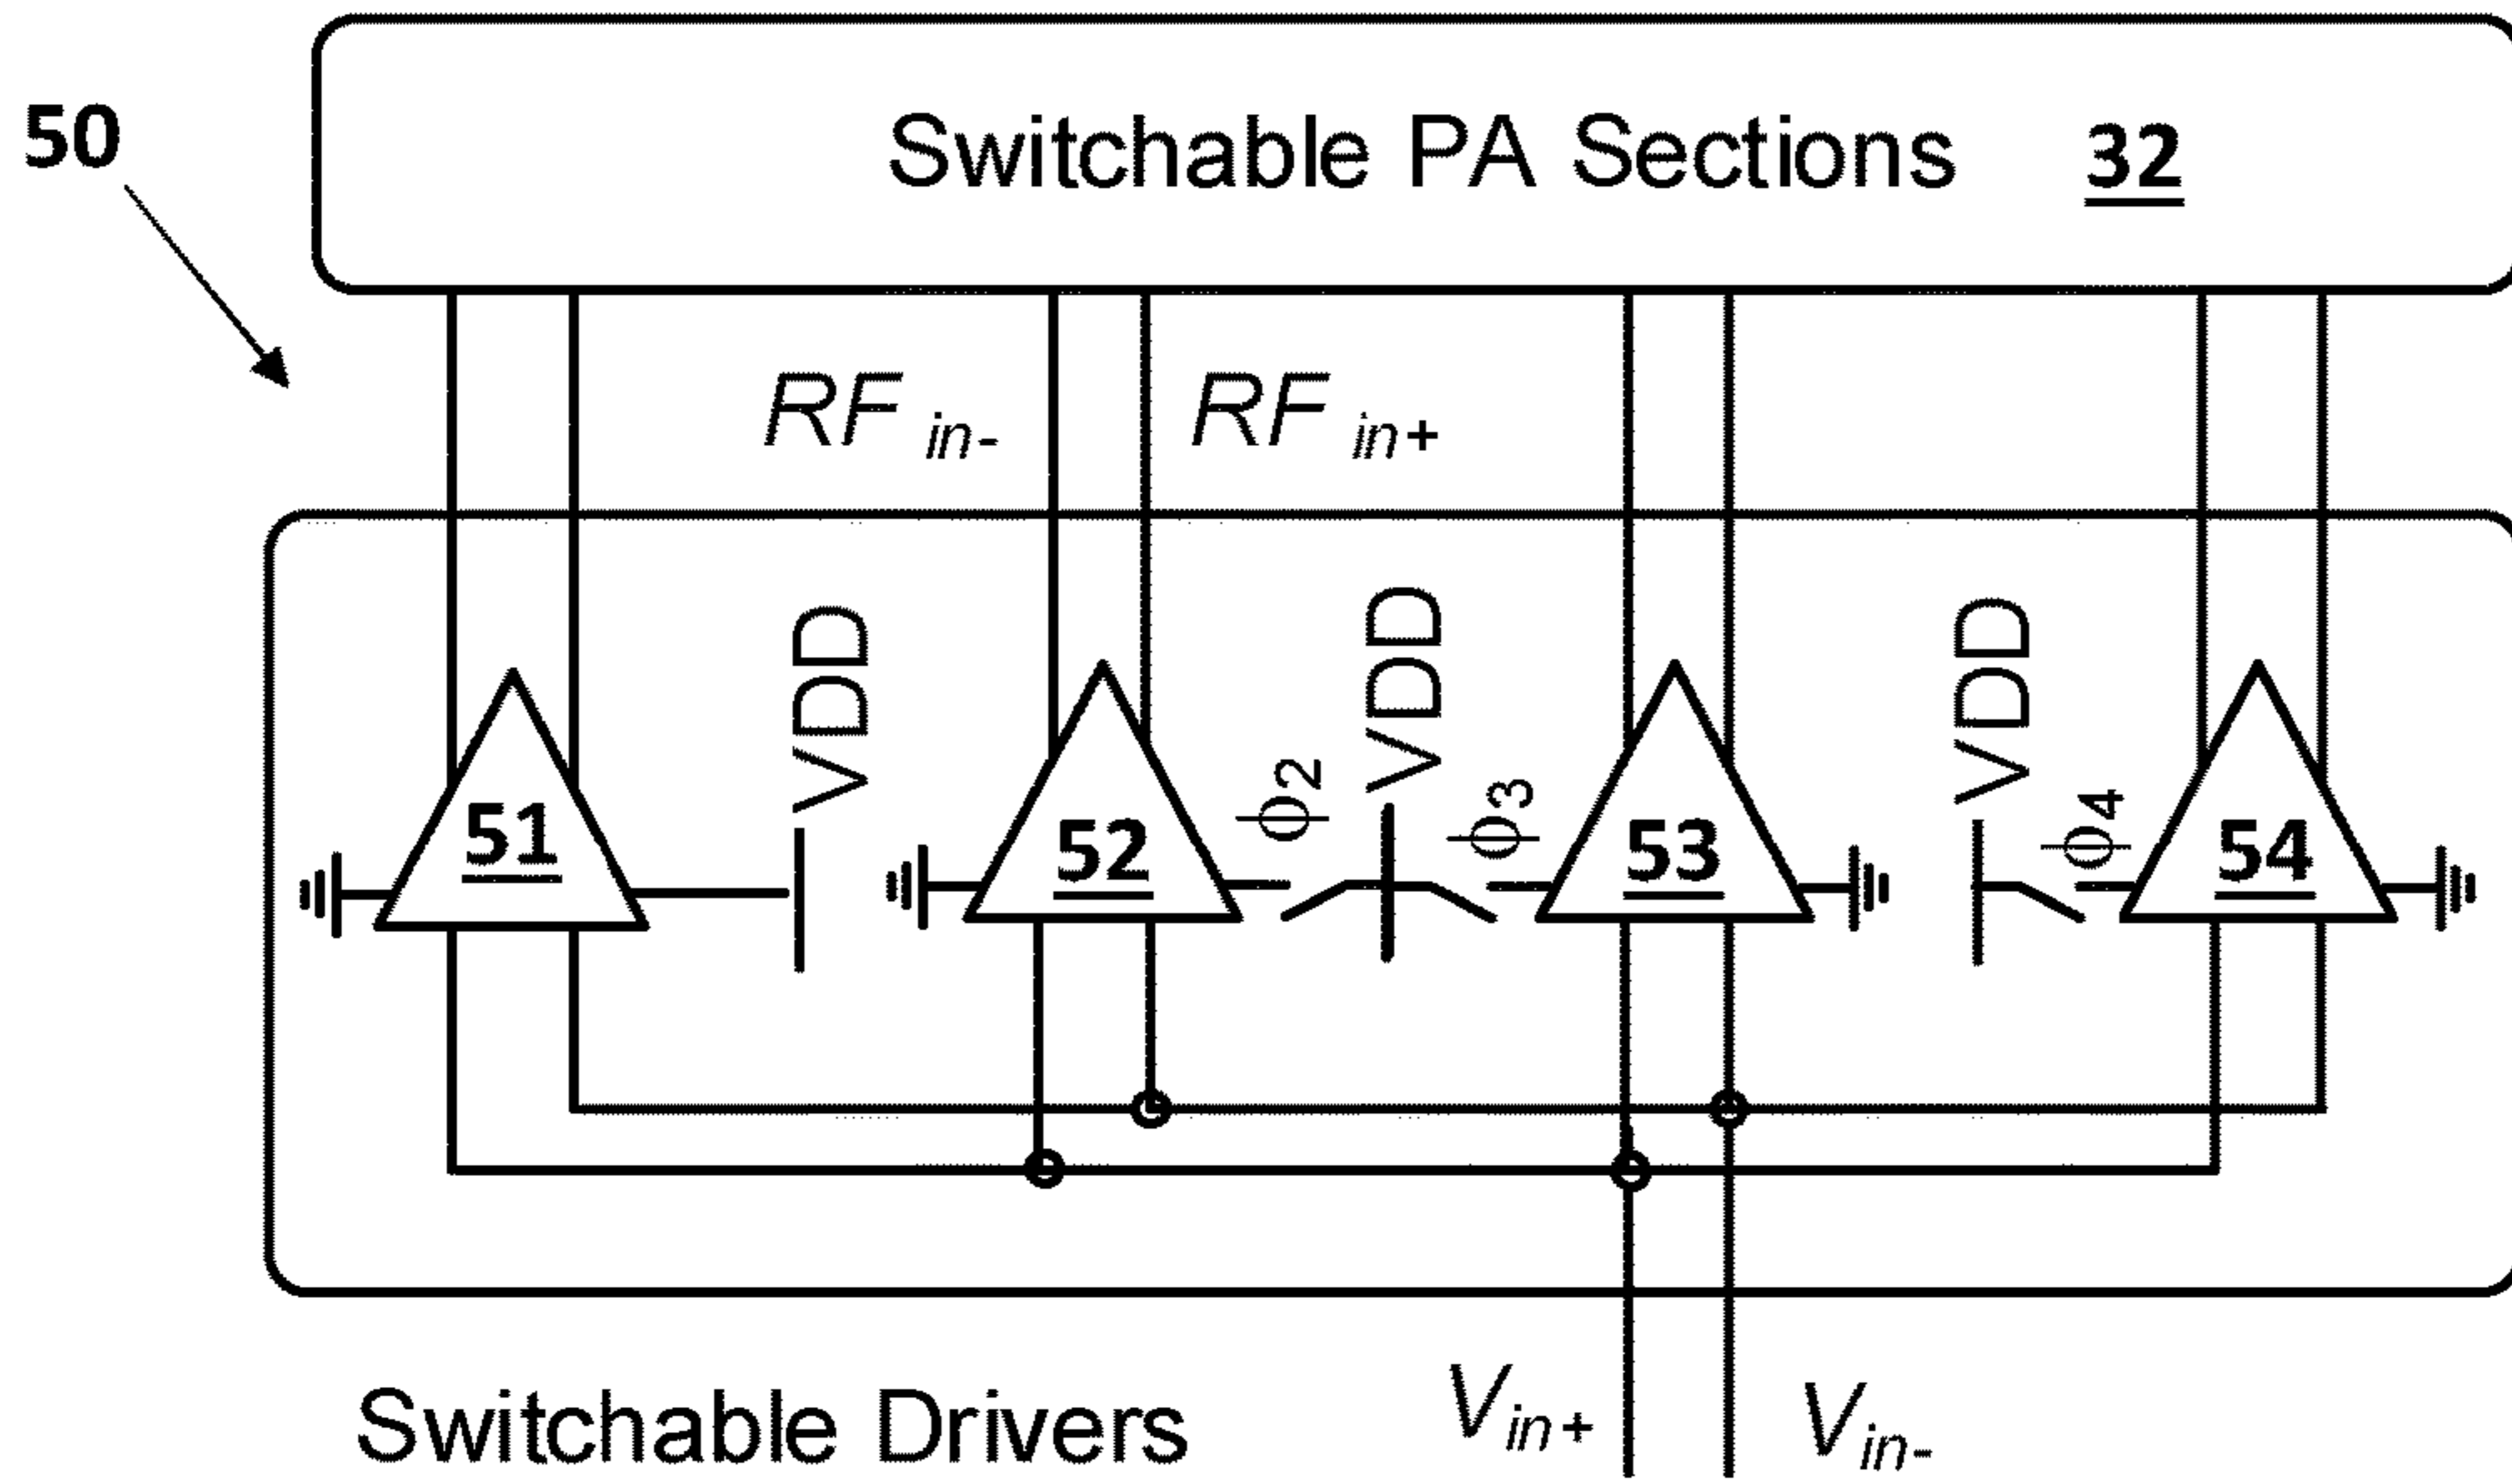 50
Switchable PA Sections 32
RF in- RF in+
VDD
VDD
VDD
51
52
ϕ2
ϕ3
53
ϕ4
54
Switchable Drivers
Vin+
Vin-